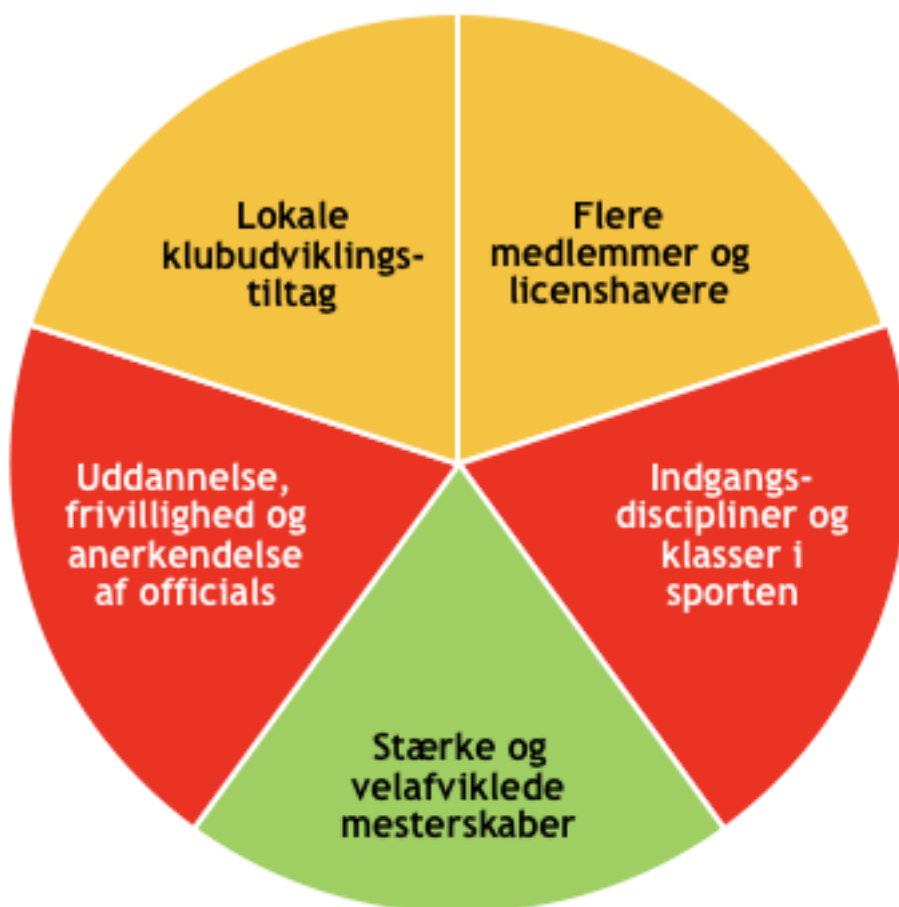 Lokale
klubudviklings-
tiltag
Flere
medlemmer og
licenshavere
Uddannelse,
frivillighed og
anerkendelse
af officials
Indgangs-
discipliner og
klasser i
sporten
Stærke og
velafviklede
mesterskaber